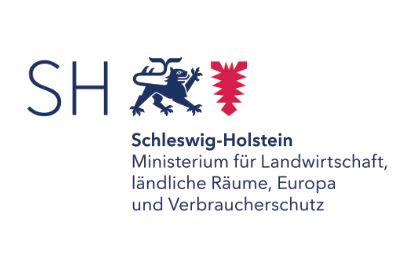 SH
Schleswig-Holstein
Ministerium für Landwirtschaft,
ländliche Räume, Europa
und Verbraucherschutz